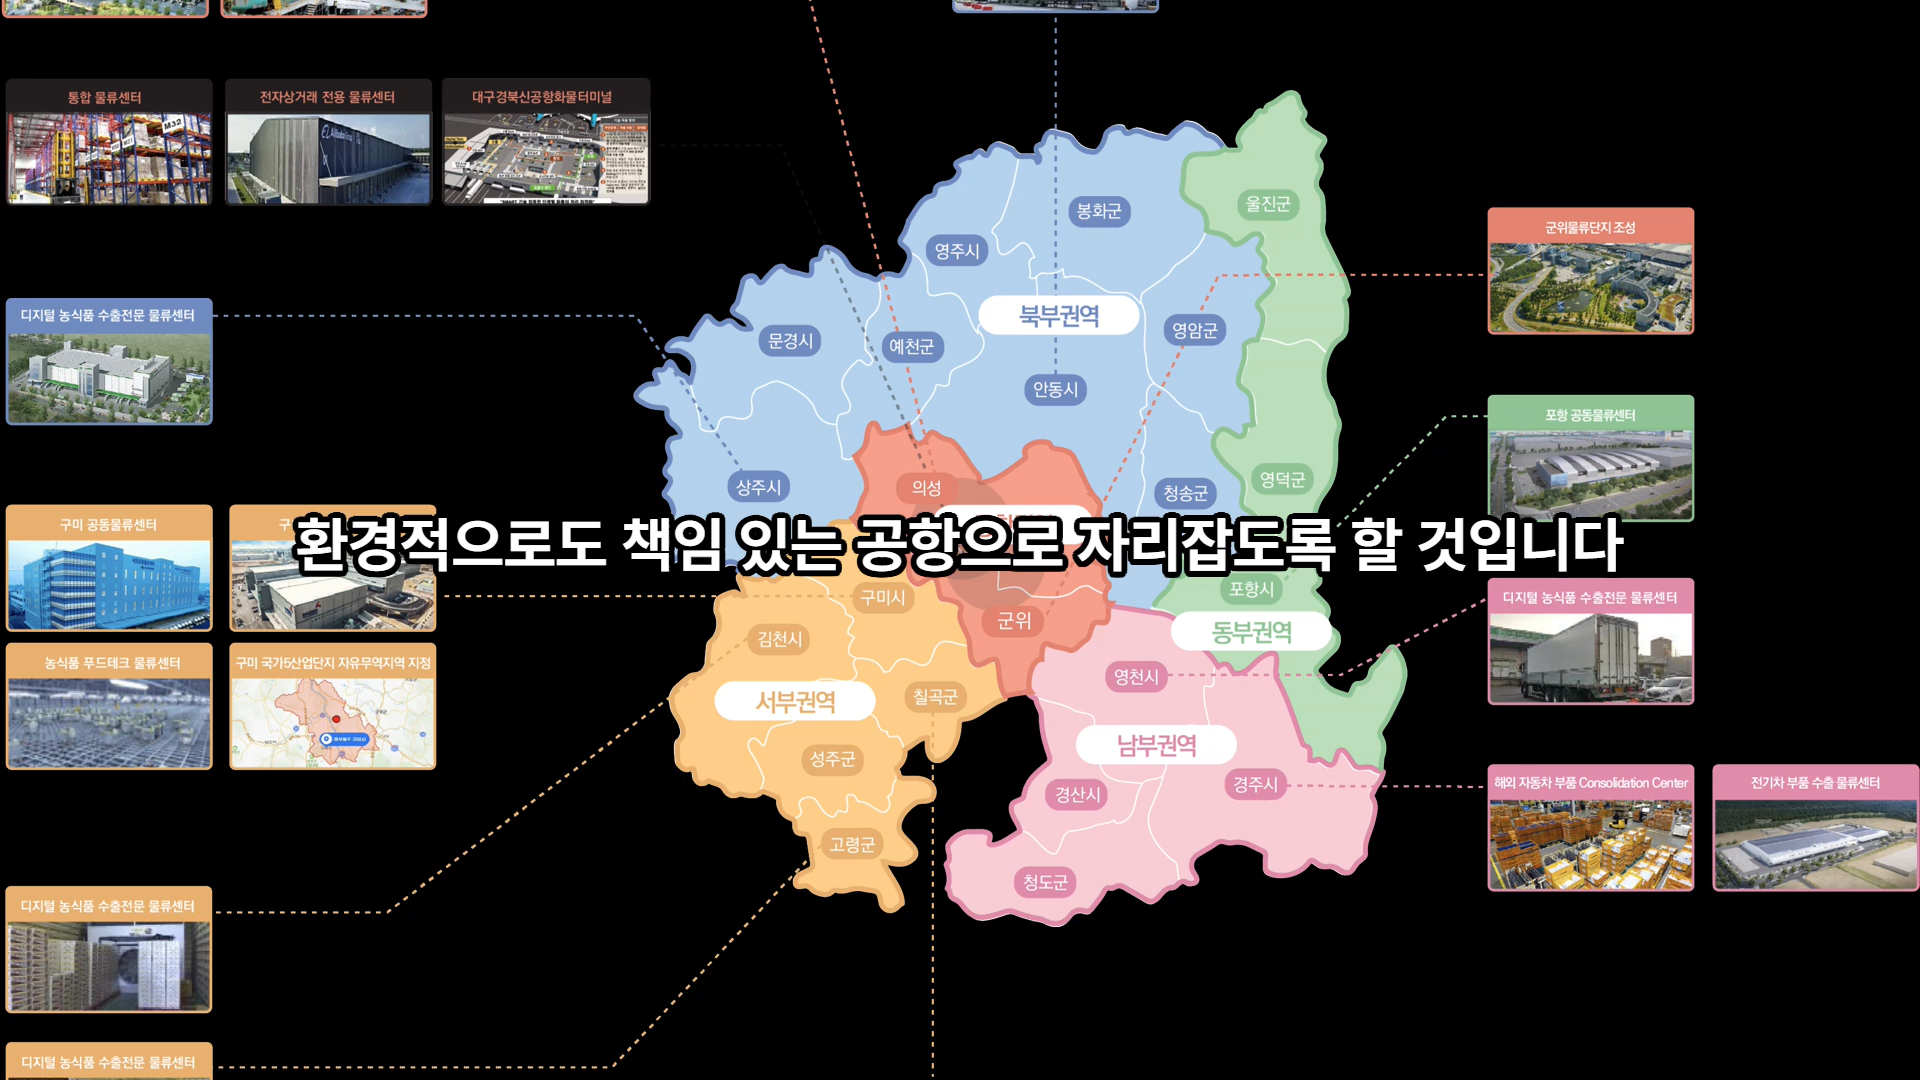 통합 물류센터
전자상거래 전용 물류센터
대구경북신공항화물터미널
M32
M31
Alibaba
디지털 농식품 수출전문 물류센터
군위물류단지 조성
포항 공동물류센터
울진군
봉화군
영주시
북부권역
영암군
문경시
예천군
안동시
상주시
의성
청송군
영덕군
구미 공동물류센터
환경적으로도 책임 있는 공항으로 자리잡도록 할 것입니다
구미시
포항시
디지털 농식품 수출전문 물류센터
김천시
군위
동부권역
농식품 푸드테크 물류센터
구미 국가5산업단지 자유무역지역 지정
서부권역
칠곡군
영천시
남부권역
성주군
경산시
경주시
해외 자동차 부품 Consolidation Center
전기차 부품 수출 물류센터
고령군
청도군
디지털 농식품 수출전문 물류센터
디지털 농식품 수출전문 물류센터